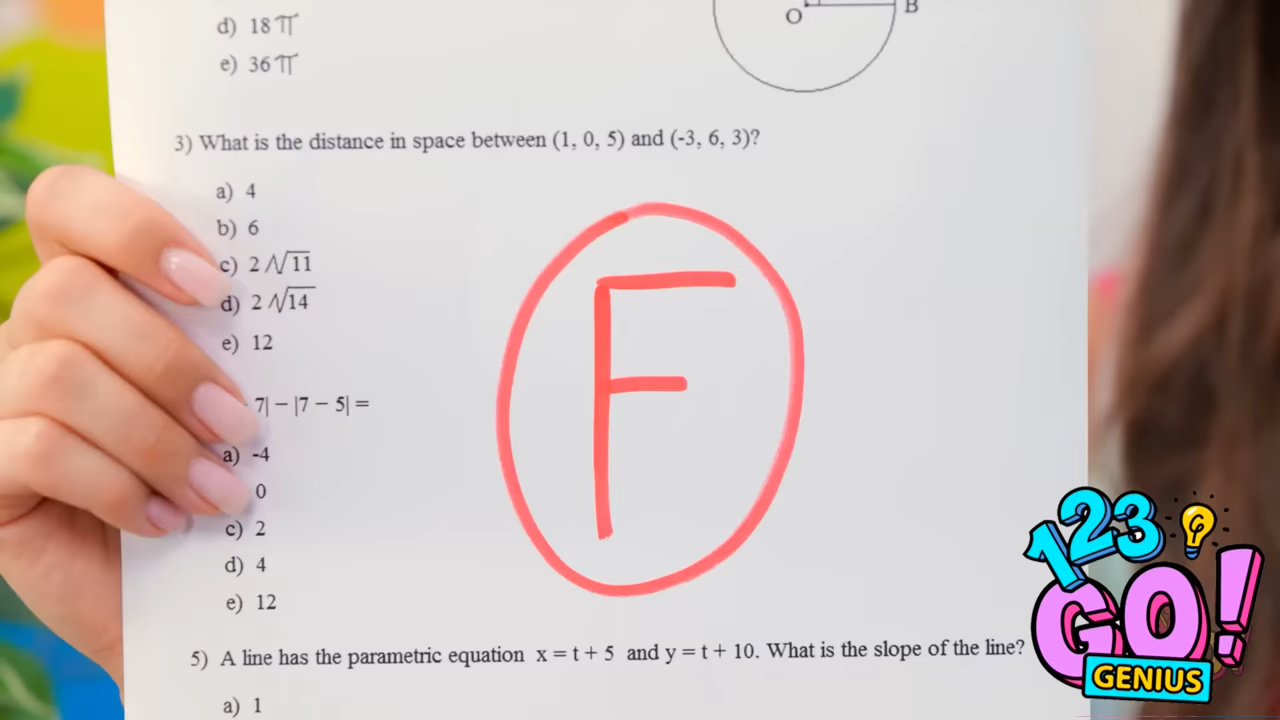 d) 18π
e) 36π
O
B
3) What is the distance in space between (1, 0, 5) and (-3, 6, 3)?
a) 4
b) 6
c) 2√11
d) 2√14
e) 12
7| − |7 − 5| =
a) -4
0
c) 2
d) 4
e) 12
F
5) A line has the parametric equation x = t + 5 and y = t + 10. What is the slope of the line?
a) 1
123
GO!
GENIUS